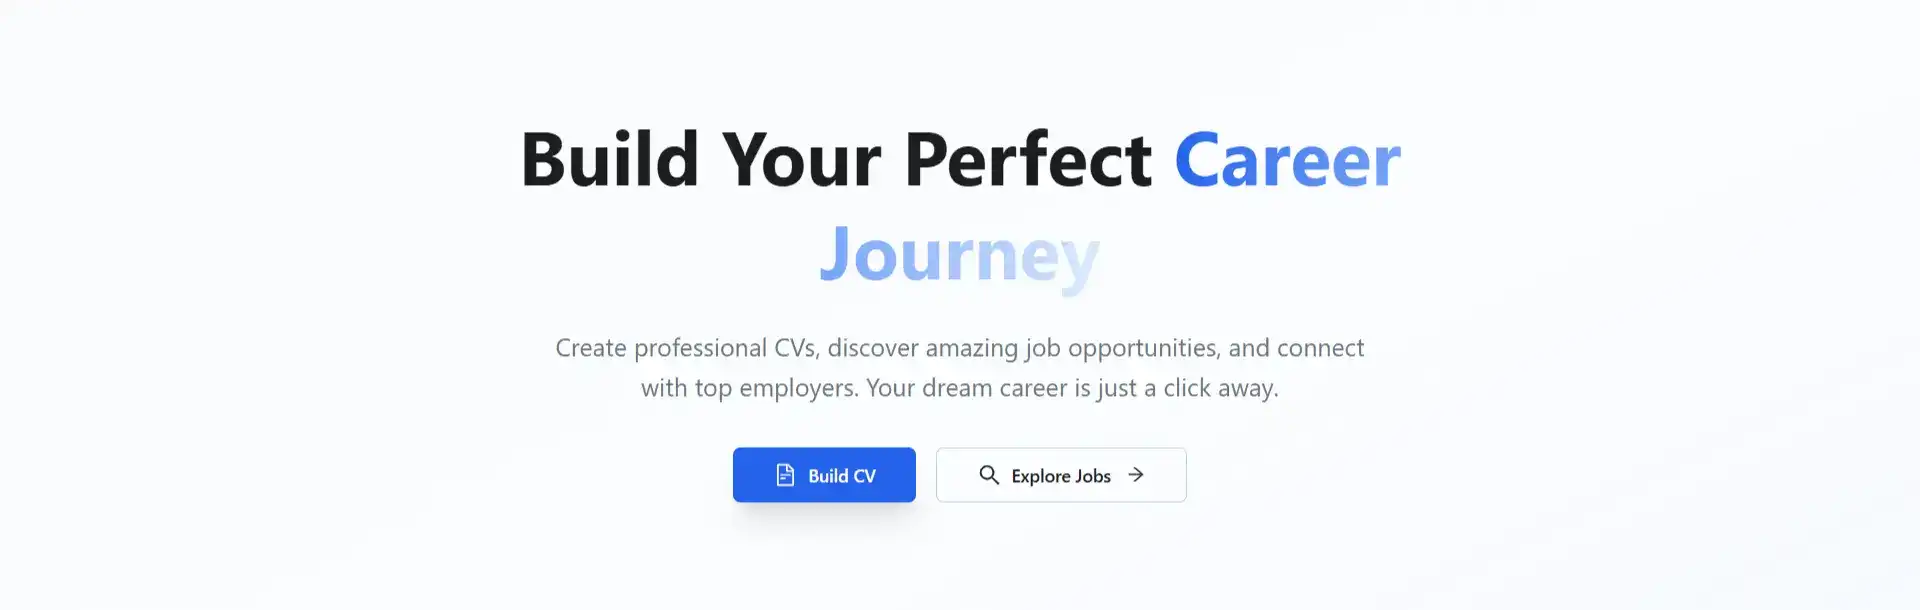 Build Your Perfect Career
Journey
Create professional CVs, discover amazing job opportunities, and connect
with top employers. Your dream career is just a click away.
Build CV
Explore Jobs →